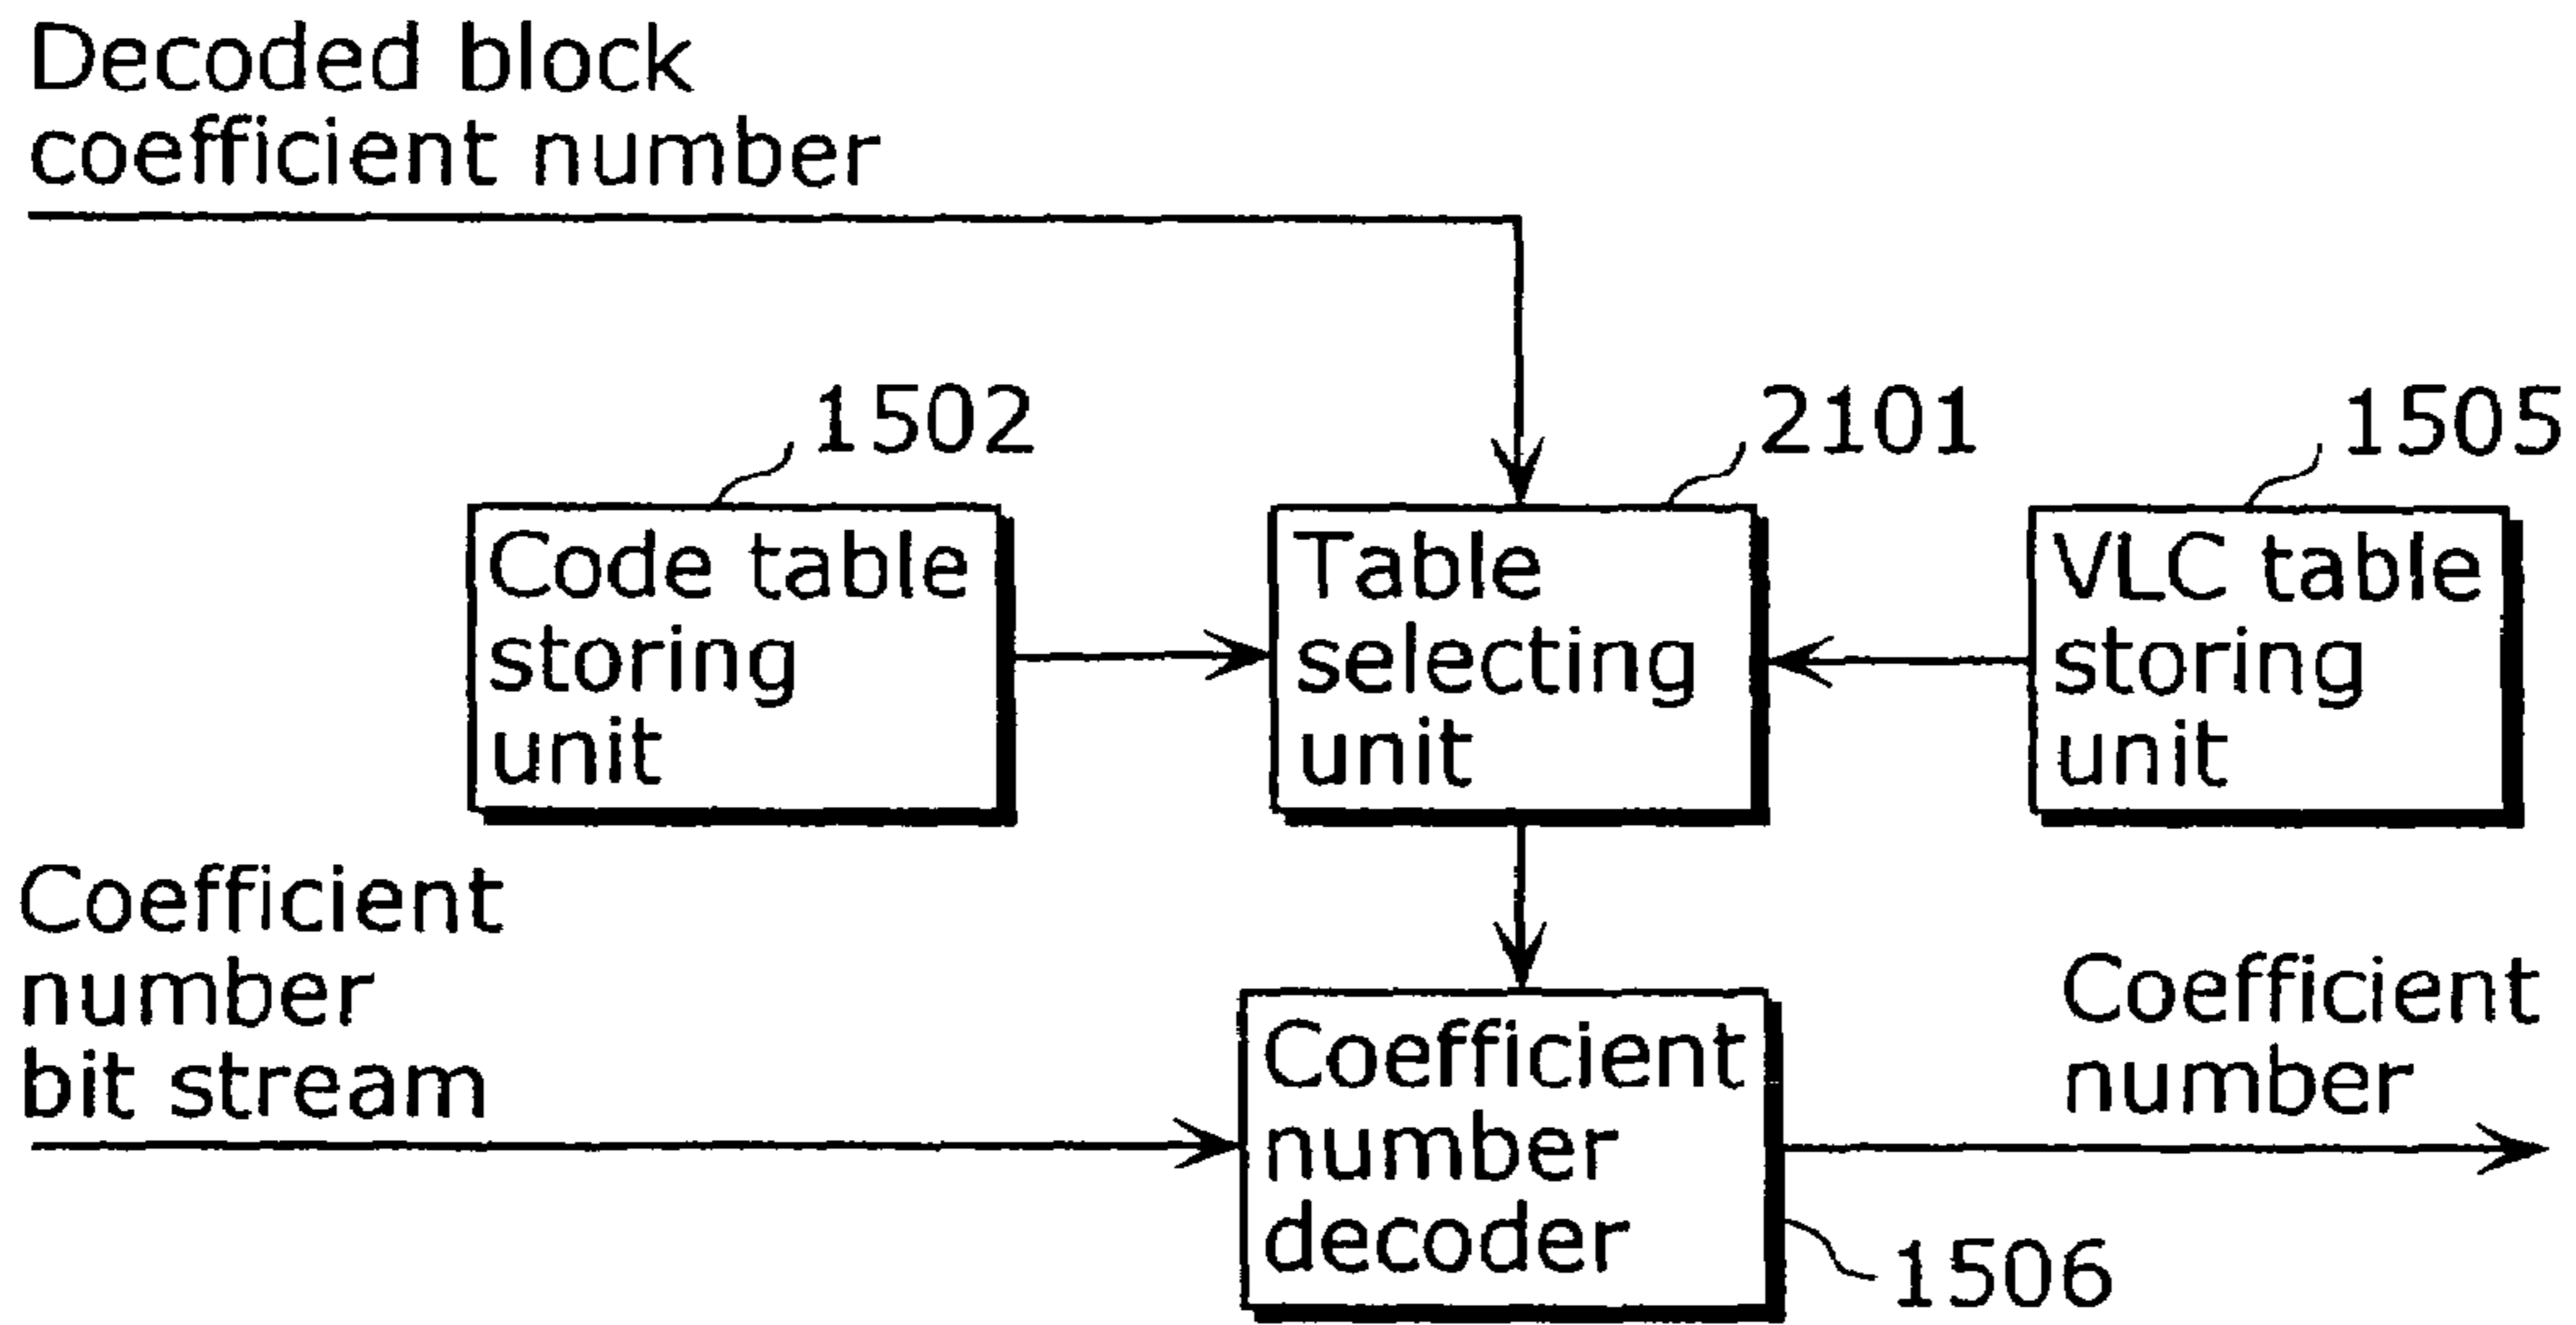 Decoded block
coefficient number
1502
2101
1505
Code table
storing
unit
Table
selecting
unit
VLC table
storing
unit
Coefficient
number
bit stream
Coefficient
number
decoder
Coefficient
number
1506